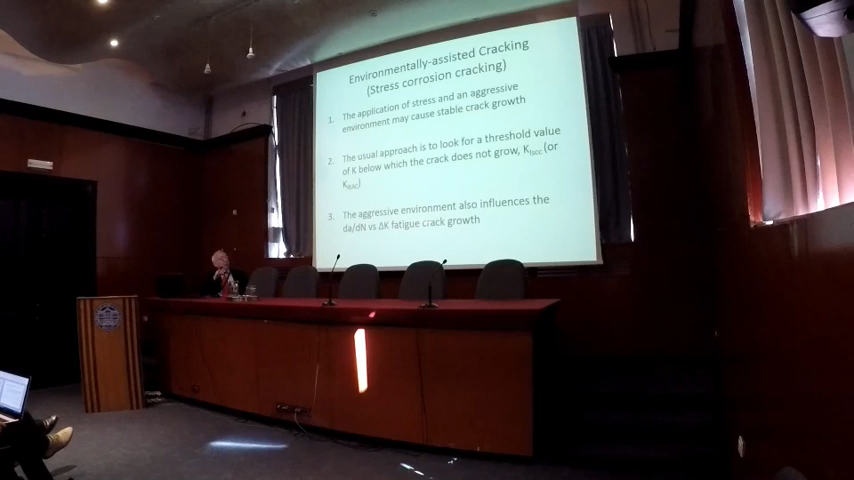 Environmentally-assisted Cracking
(Stress corrosion cracking)
1. The application of stress and an aggressive
environment may cause stable crack growth
2. The usual approach is to look for a threshold value
of K below which the crack does not grow, KIscc (or
KIEAC)
3. The aggressive environment also influences the
da/dN vs ΔK fatigue crack growth